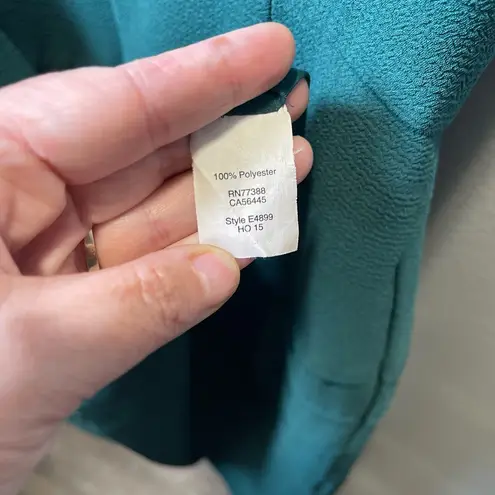 100% Polyester
RN77388
CA56445
Style E4899
HO 15